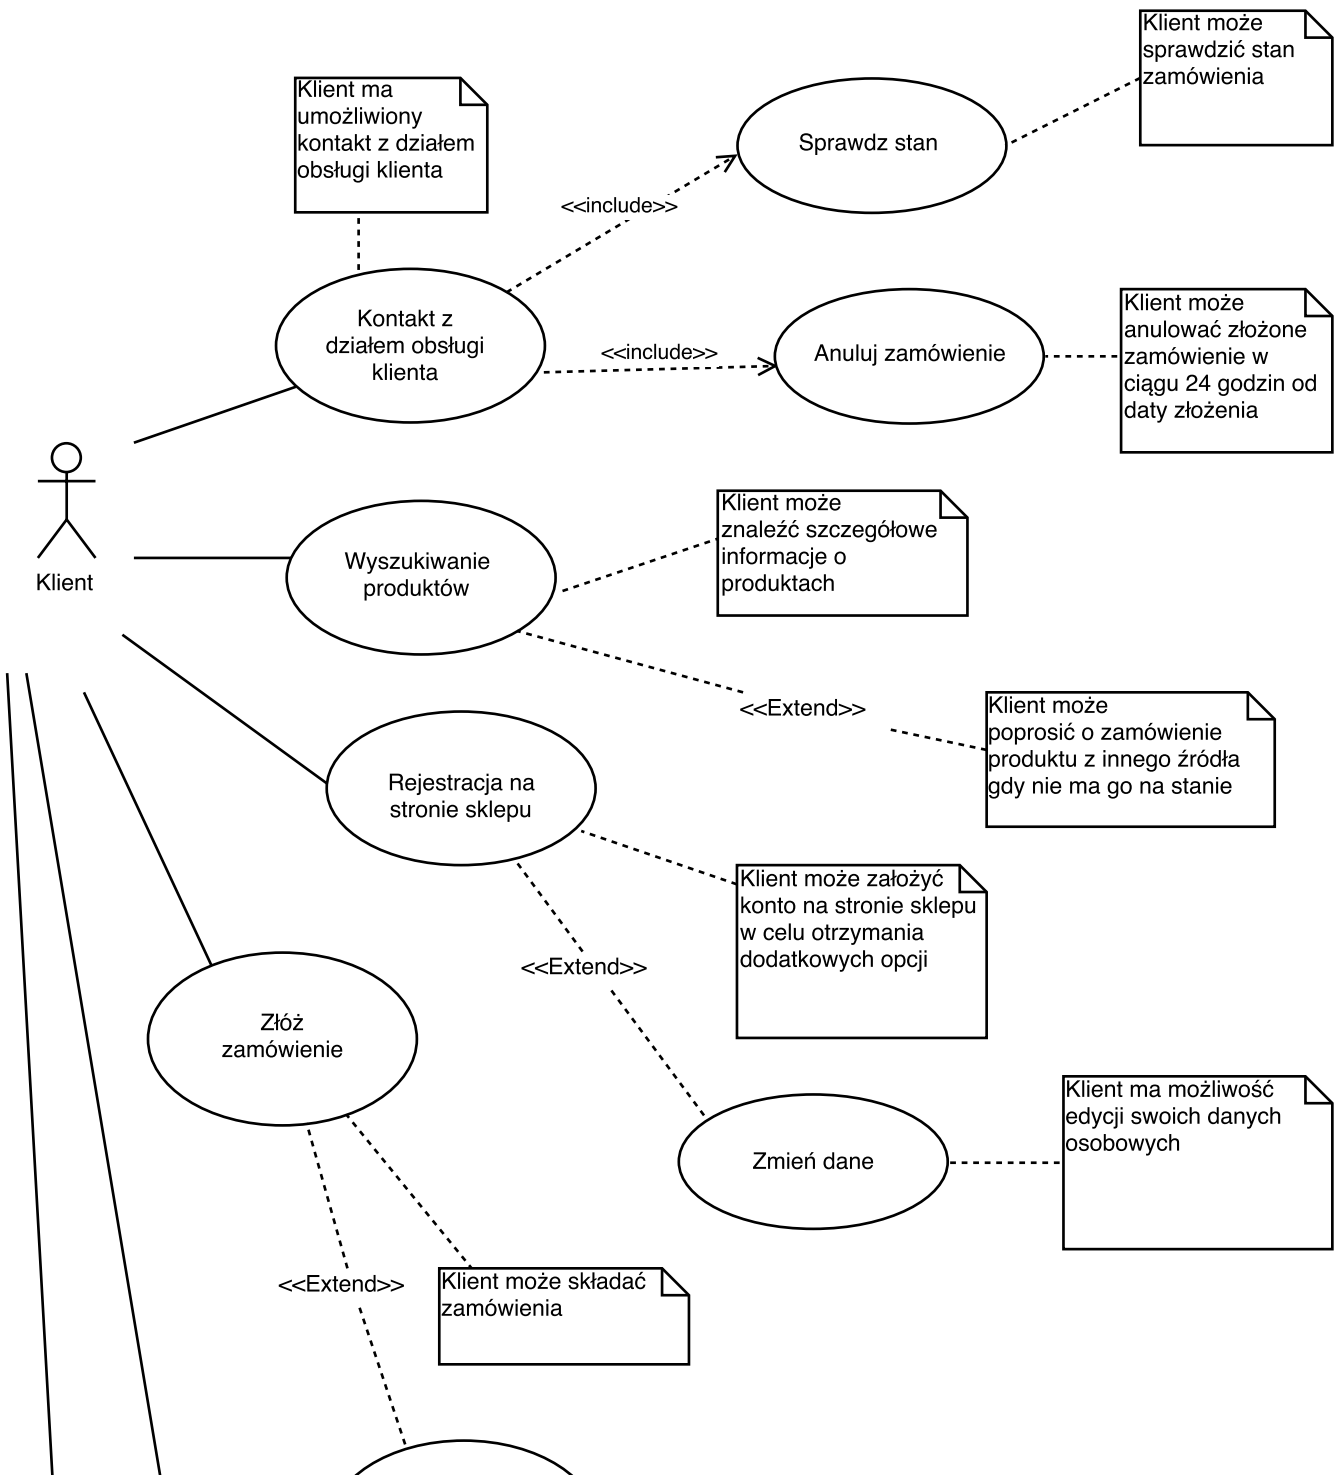 Klient może
sprawdzić stan
zamówienia
Klient ma
umożliwiony
kontakt z działem
obsługi klienta
Sprawdz stan
<<include>>
Kontakt z
działem obsługi
klienta
<<include>>
Anuluj zamówienie
Klient może
anulować złożone
zamówienie w
ciągu 24 godzin od
daty złożenia
Klient
Wyszukiwanie
produktów
Klient może
znaleźć szczegółowe
informacje o
produktach
<<Extend>>
Klient może
poprosić o zamówienie
produktu z innego źródła
gdy nie ma go na stanie
Rejestracja na
stronie sklepu
Klient może założyć
konto na stronie sklepu
w celu otrzymania
dodatkowych opcji
<<Extend>>
Złóż
zamówienie
Zmień dane
Klient ma możliwość
edycji swoich danych
osobowych
<<Extend>>
Klient może składać
zamówienia